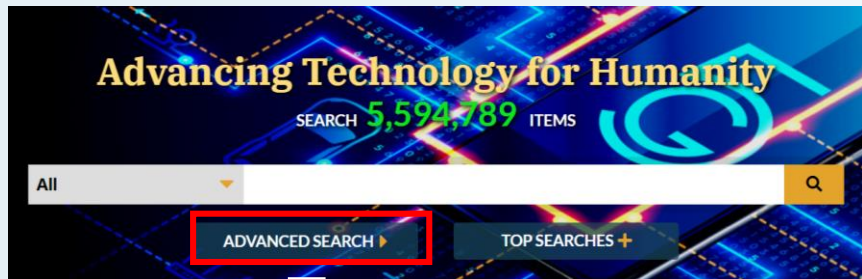 Advancing Technology for Humanity
SEARCH 5,594,789 ITEMS
All
ADVANCED SEARCH TOP SEARCHES +